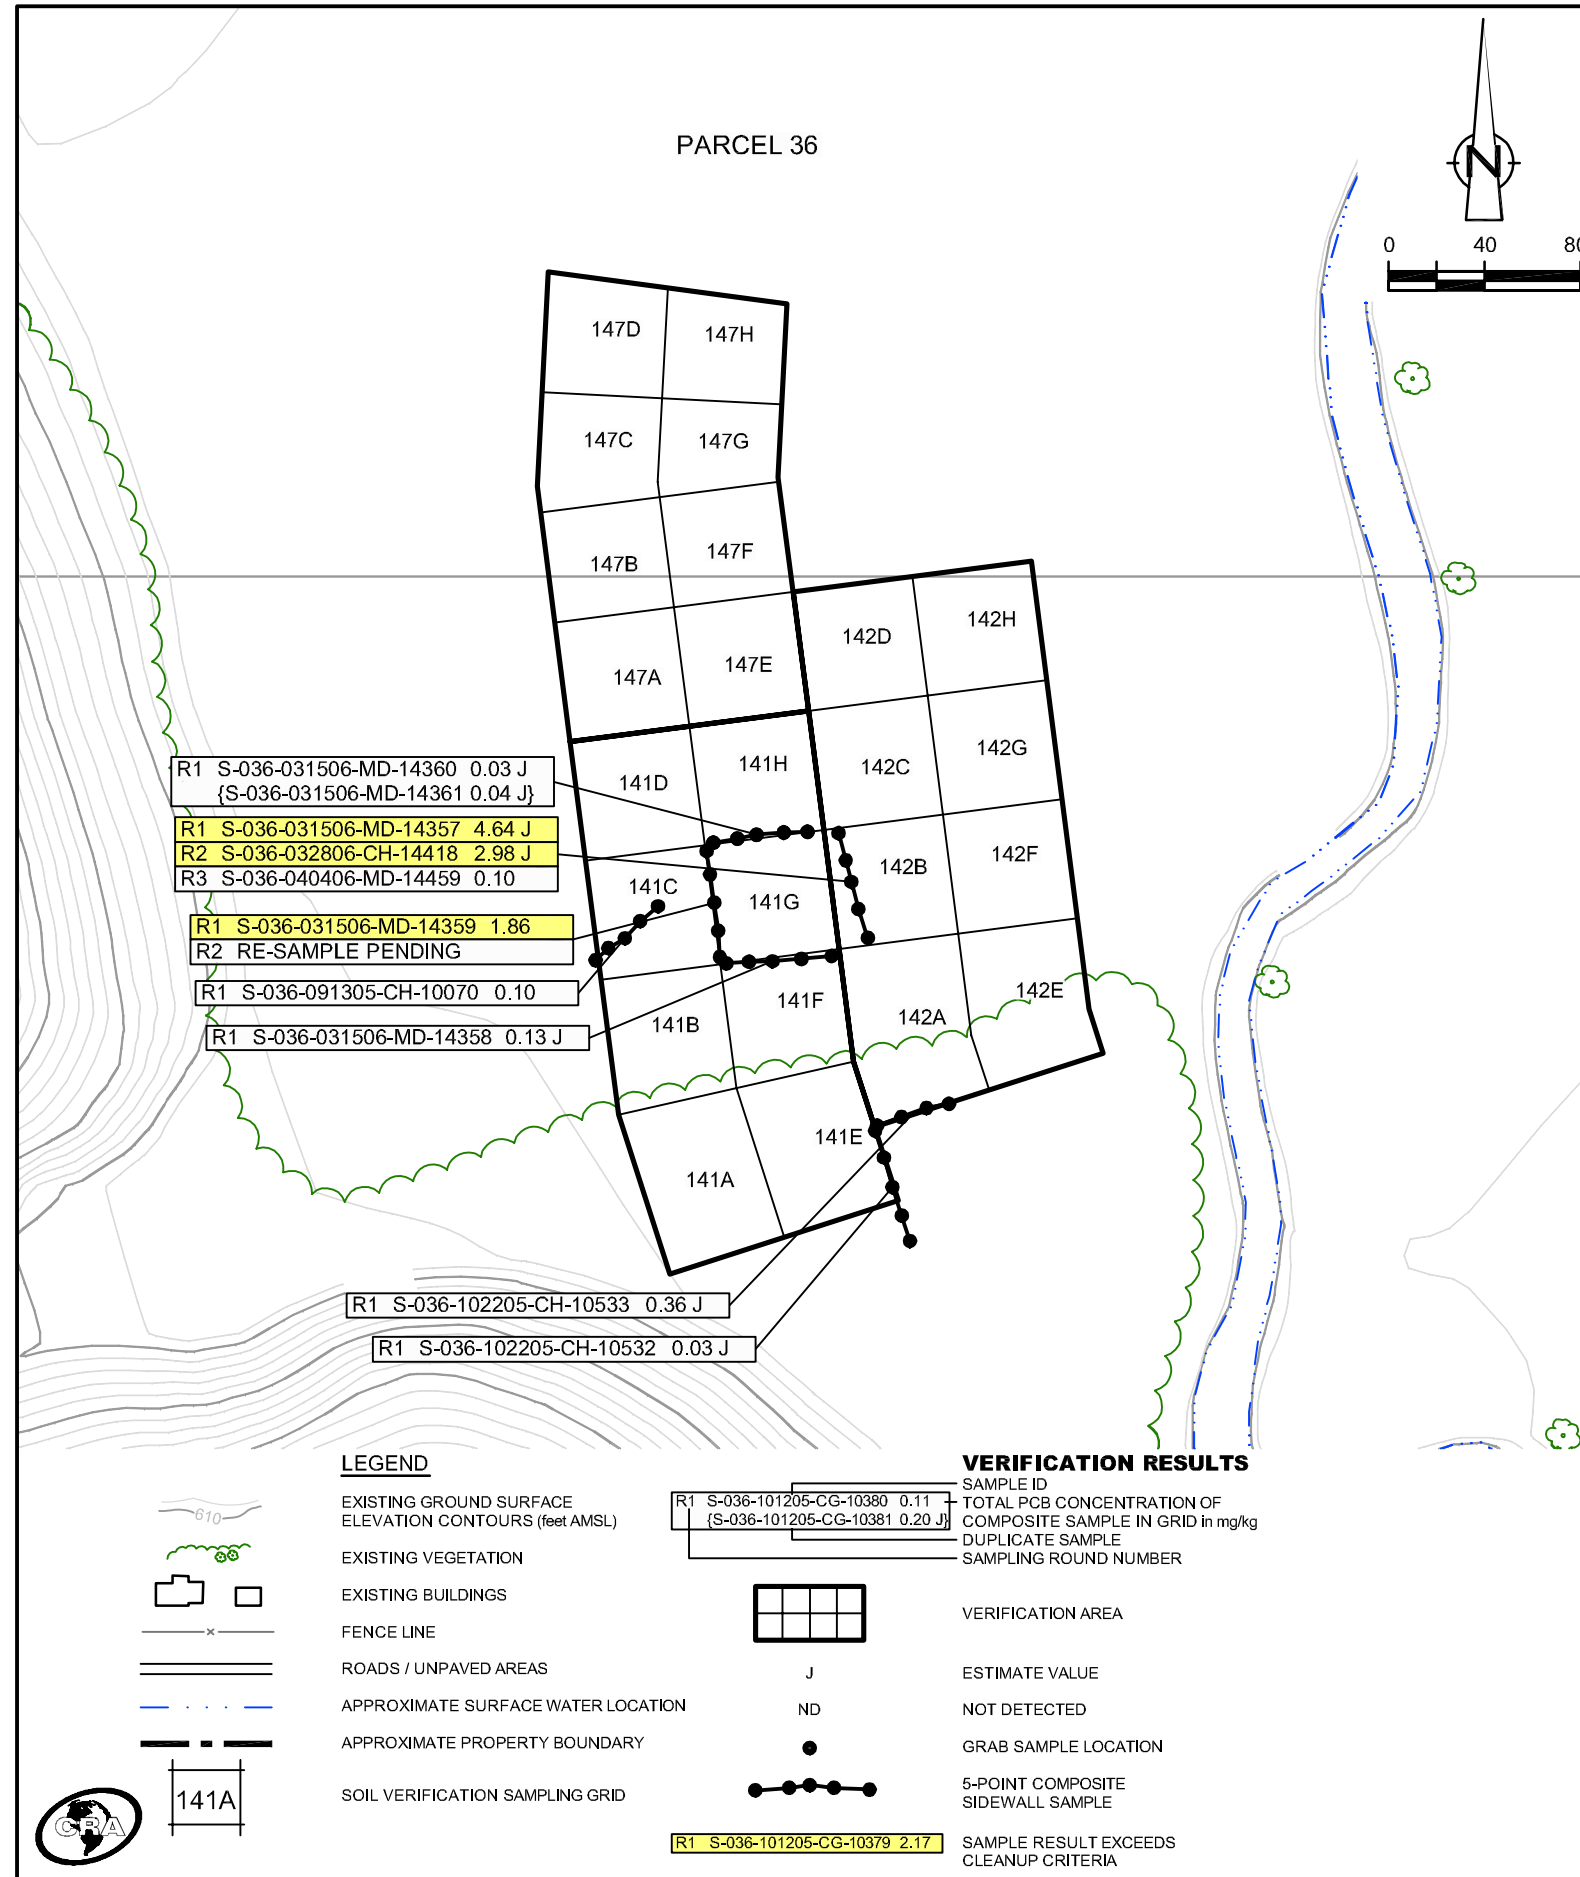 PARCEL 36
N
0 40 80
147D 147H
147C 147G
147B 147F
147A 147E
142D 142H
142C 142G
142B 142F
142A 142E
141D 141H
141C 141G
141B 141F
141A 141E
R1 S-036-031506-MD-14360 0.03 J
{S-036-031506-MD-14361 0.04 J}
R1 S-036-031506-MD-14357 4.64 J
R2 S-036-032806-CH-14418 2.98 J
R3 S-036-040406-MD-14459 0.10
R1 S-036-031506-MD-14359 1.86
R2 RE-SAMPLE PENDING
R1 S-036-091305-CH-10070 0.10
R1 S-036-031506-MD-14358 0.13 J
R1 S-036-102205-CH-10533 0.36 J
R1 S-036-102205-CH-10532 0.03 J
LEGEND
610
EXISTING GROUND SURFACE
ELEVATION CONTOURS (feet AMSL)
EXISTING VEGETATION
EXISTING BUILDINGS
x
FENCE LINE
ROADS / UNPAVED AREAS
APPROXIMATE SURFACE WATER LOCATION
APPROXIMATE PROPERTY BOUNDARY
141A
SOIL VERIFICATION SAMPLING GRID
CRA
VERIFICATION RESULTS
R1 S-036-101205-CG-10380 0.11
{S-036-101205-CG-10381 0.20 J}
SAMPLE ID
TOTAL PCB CONCENTRATION OF
COMPOSITE SAMPLE IN GRID in mg/kg
DUPLICATE SAMPLE
SAMPLING ROUND NUMBER
VERIFICATION AREA
J ESTIMATE VALUE
ND NOT DETECTED
GRAB SAMPLE LOCATION
5-POINT COMPOSITE
SIDEWALL SAMPLE
R1 S-036-101205-CG-10379 2.17
SAMPLE RESULT EXCEEDS
CLEANUP CRITERIA